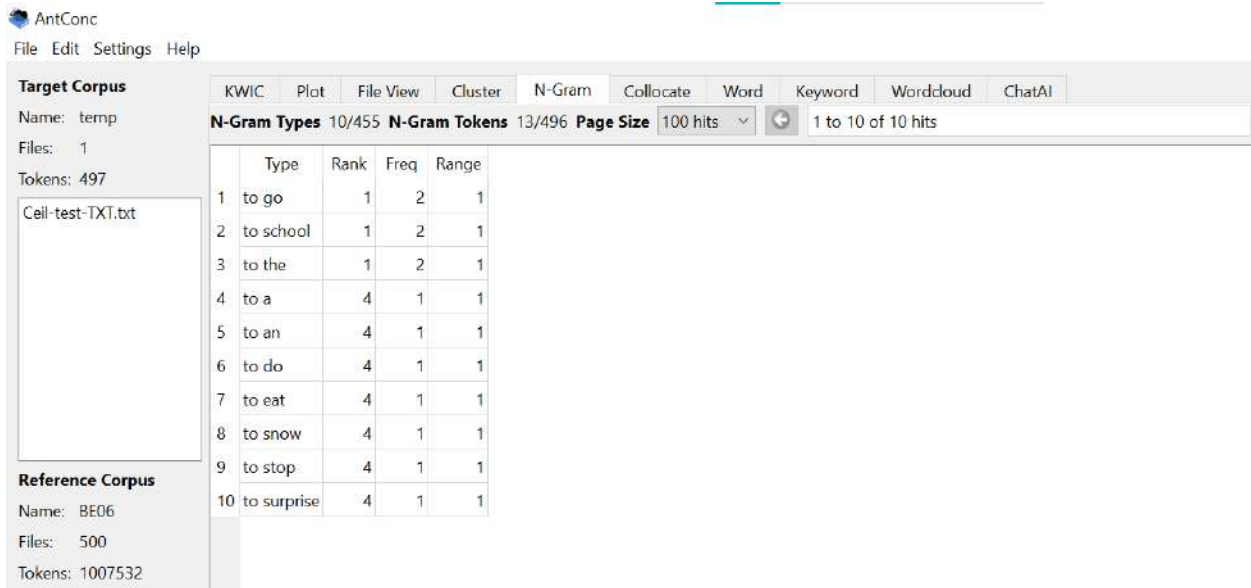 AntConc
File Edit Settings Help
Target Corpus
Name: temp
Files: 1
Tokens: 497
Ceil-test-TXT.txt
Reference Corpus
Name: BE06
Files: 500
Tokens: 1007532
KWIC Plot File View Cluster N-Gram Collocate Word Keyword Wordcloud ChatAI
N-Gram Types 10/455 N-Gram Tokens 13/496 Page Size 100 hits 1 to 10 of 10 hits
Type Rank Freq Range
1 to go 1 2 1
2 to school 1 2 1
3 to the 1 2 1
4 to a 4 1 1
5 to an 4 1 1
6 to do 4 1 1
7 to eat 4 1 1
8 to snow 4 1 1
9 to stop 4 1 1
10 to surprise 4 1 1